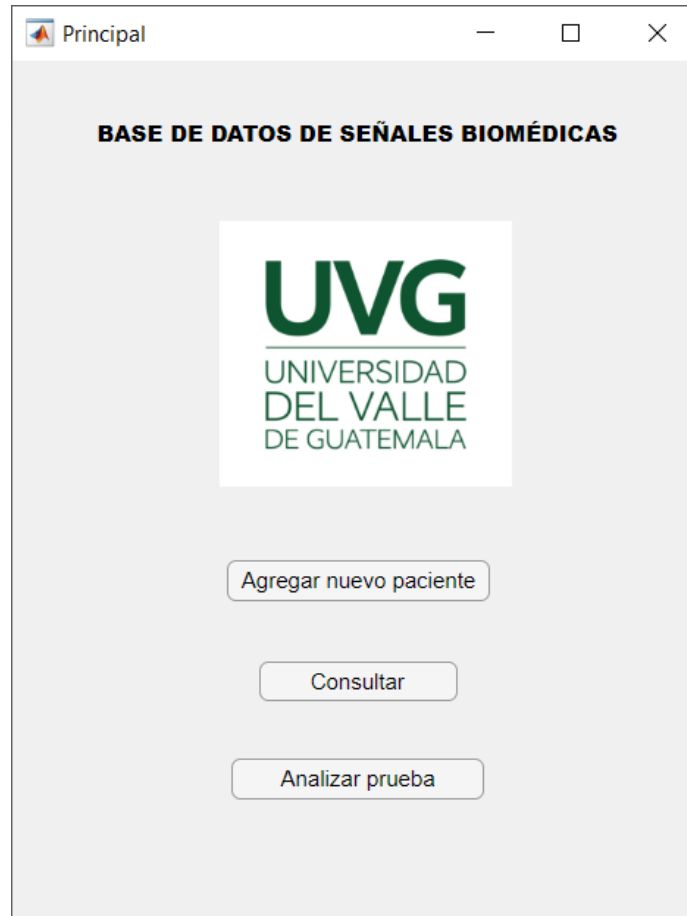 Principal
BASE DE DATOS DE SEÑALES BIOMÉDICAS
UVG
UNIVERSIDAD
DEL VALLE
DE GUATEMALA
Agregar nuevo paciente
Consultar
Analizar prueba